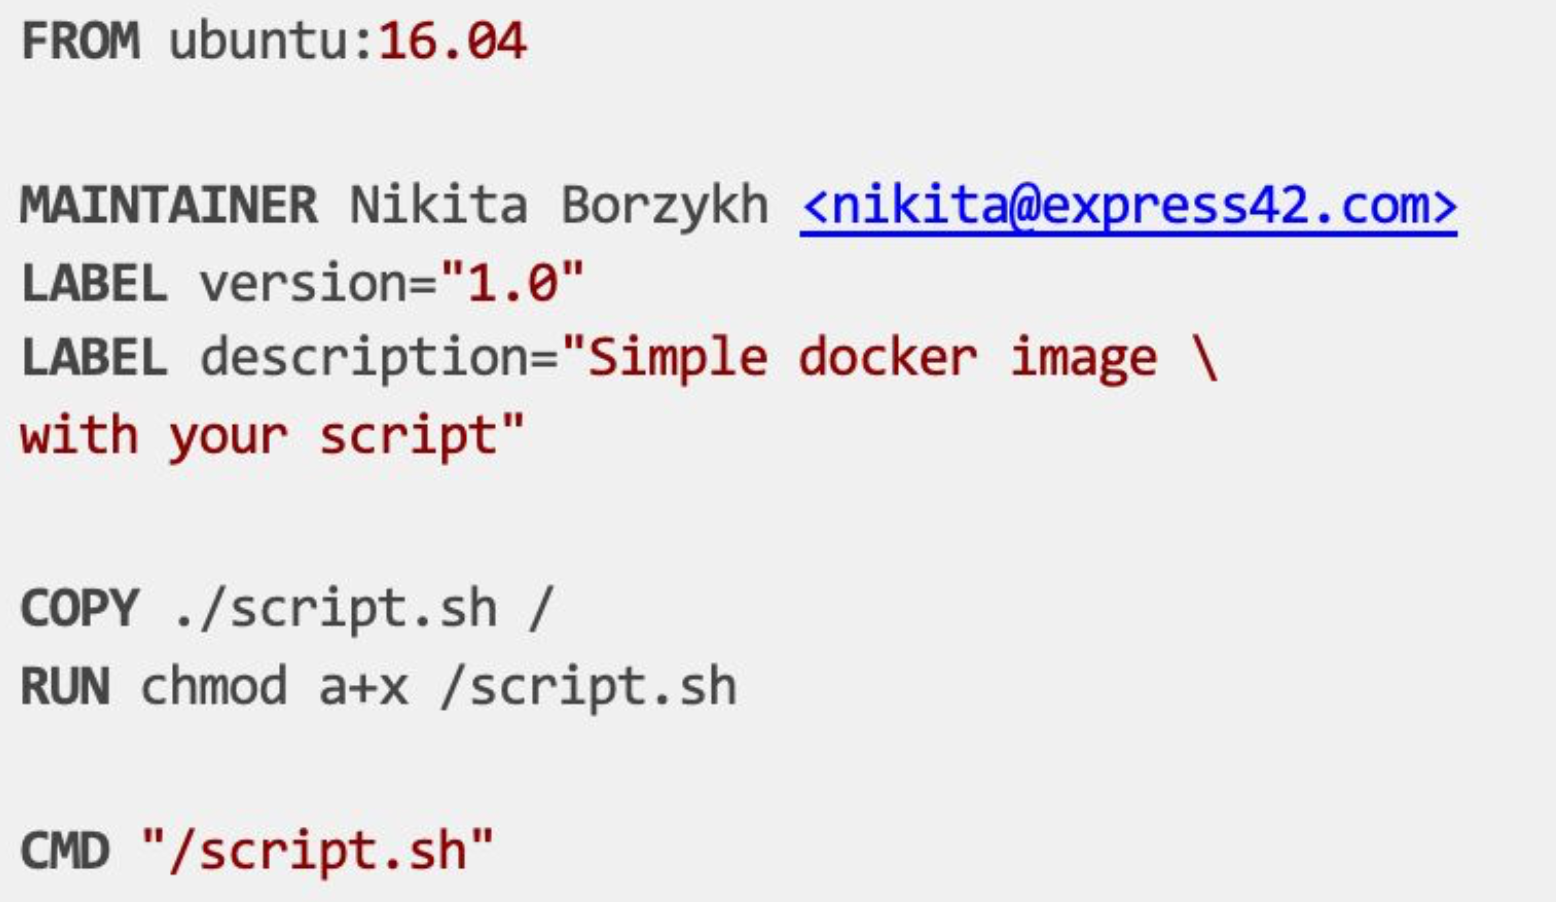 FROM ubuntu:16.04
MAINTAINER Nikita Borzykh <nikita@express42.com>
LABEL version="1.0"
LABEL description="Simple docker image \
with your script"
COPY ./script.sh /
RUN chmod a+x /script.sh
CMD "/script.sh"